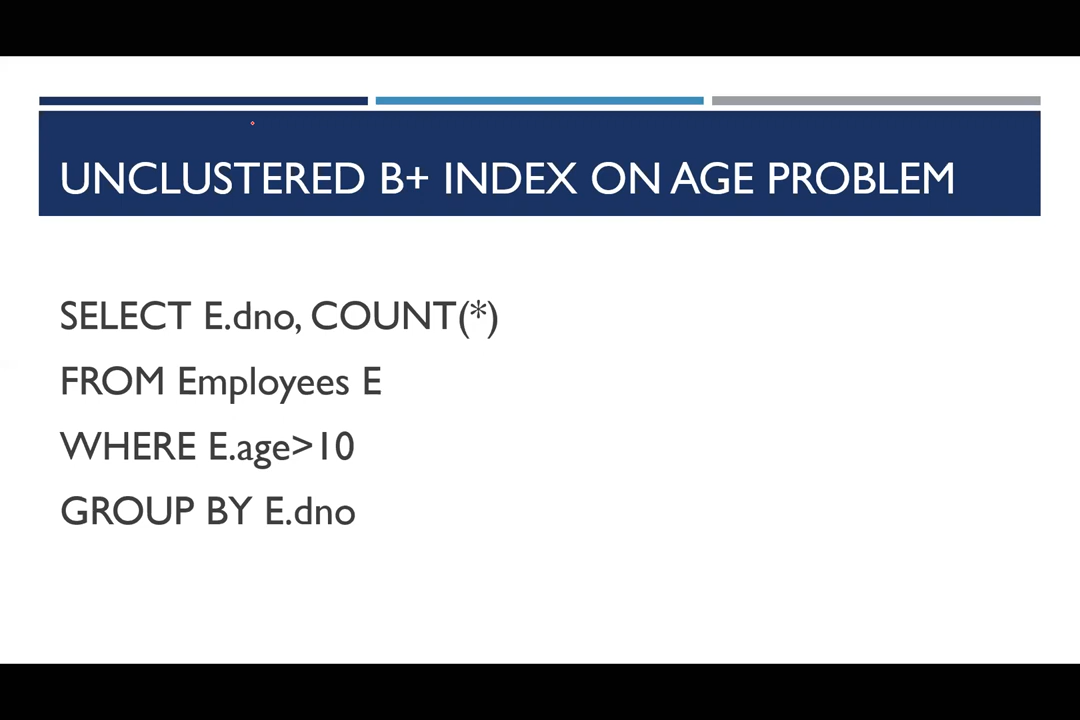 UNCLUSTERED B+ INDEX ON AGE PROBLEM
SELECT E.dno, COUNT(*)
FROM Employees E
WHERE E.age>10
GROUP BY E.dno